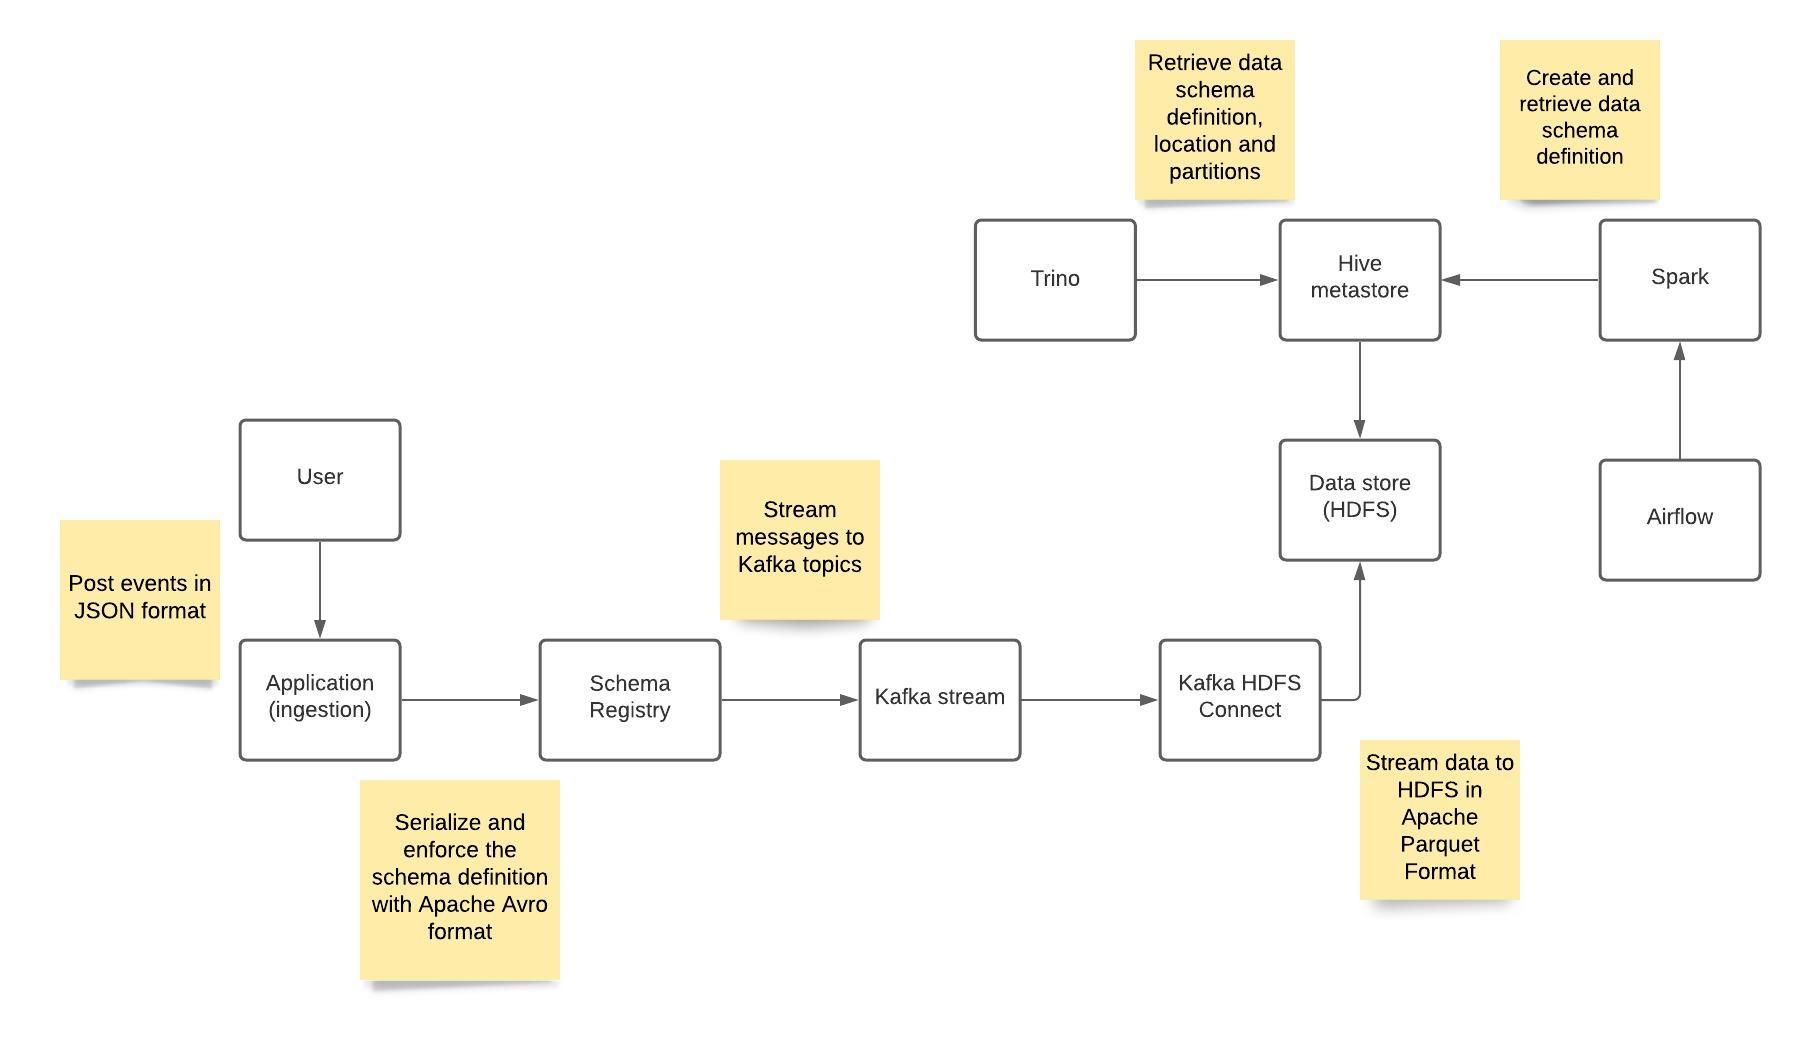 Retrieve data
schema
definition,
location and
partitions
Create and
retrieve data
schema
definition
Trino
Hive
metastore
Spark
User
Data store
(HDFS)
Airflow
Post events in
JSON format
Stream
messages to
Kafka topics
Application
(ingestion)
Schema
Registry
Kafka stream
Kafka HDFS
Connect
Serialize and
enforce the
schema definition
with Apache Avro
format
Stream data to
HDFS in
Apache
Parquet
Format